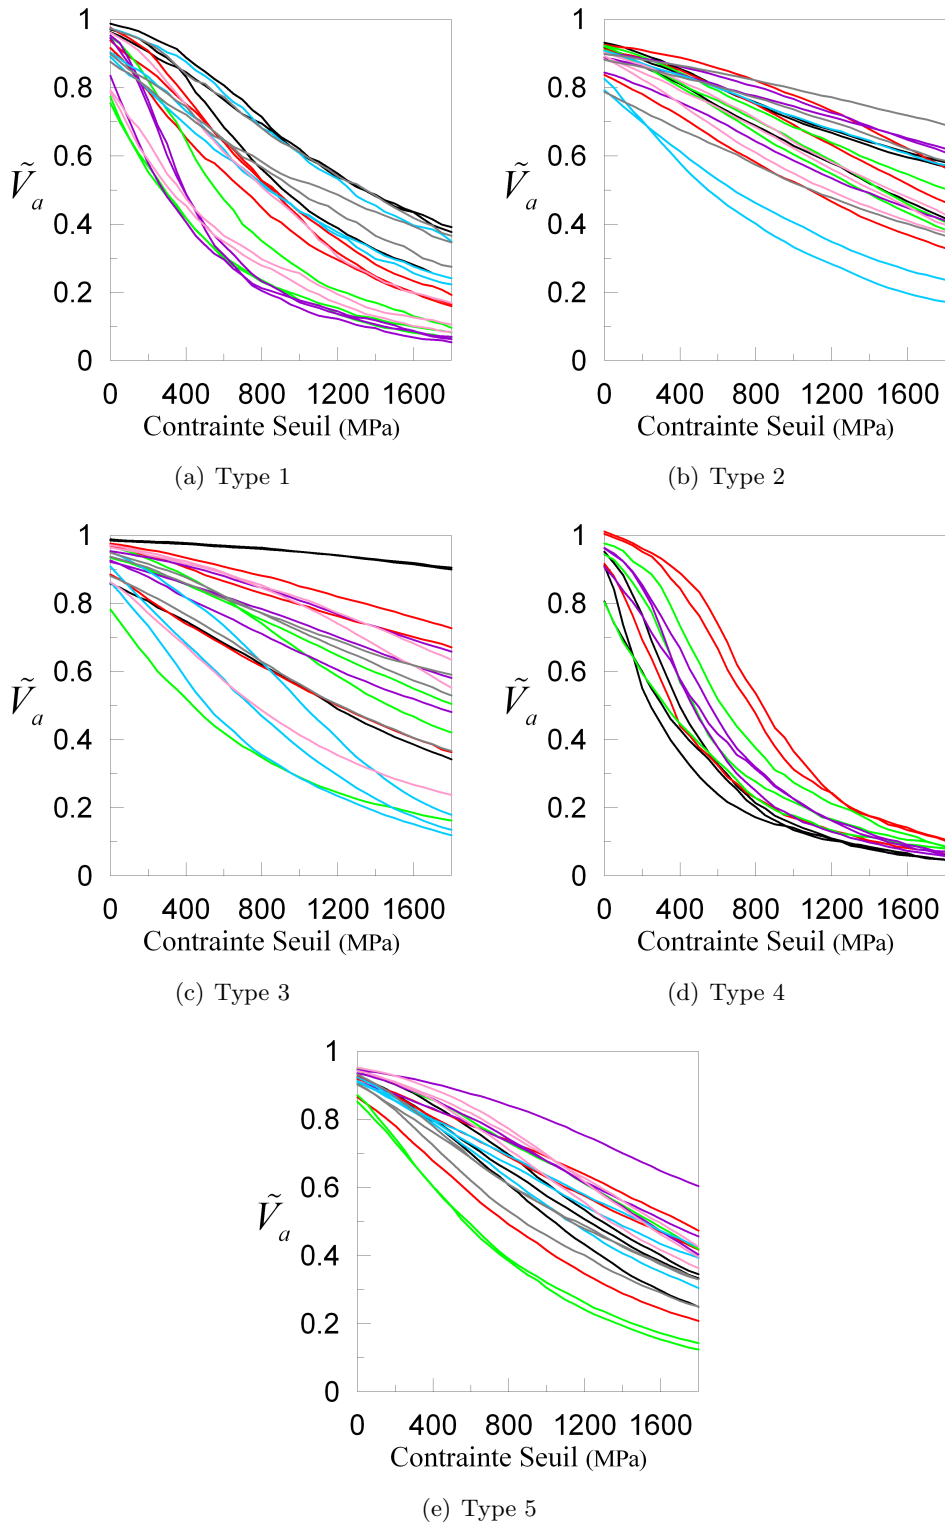 1
0.8
0.6
0.4
0.2
0
Ṽa
0 400 800 1200 1600
Contrainte Seuil (MPa)
(a) Type 1
1
0.8
0.6
0.4
0.2
0
Ṽa
0 400 800 1200 1600
Contrainte Seuil (MPa)
(b) Type 2
1
0.8
0.6
0.4
0.2
0
Ṽa
0 400 800 1200 1600
Contrainte Seuil (MPa)
(c) Type 3
1
0.8
0.6
0.4
0.2
0
Ṽa
0 400 800 1200 1600
Contrainte Seuil (MPa)
(d) Type 4
1
0.8
0.6
0.4
0.2
0
Ṽa
0 400 800 1200 1600
Contrainte Seuil (MPa)
(e) Type 5